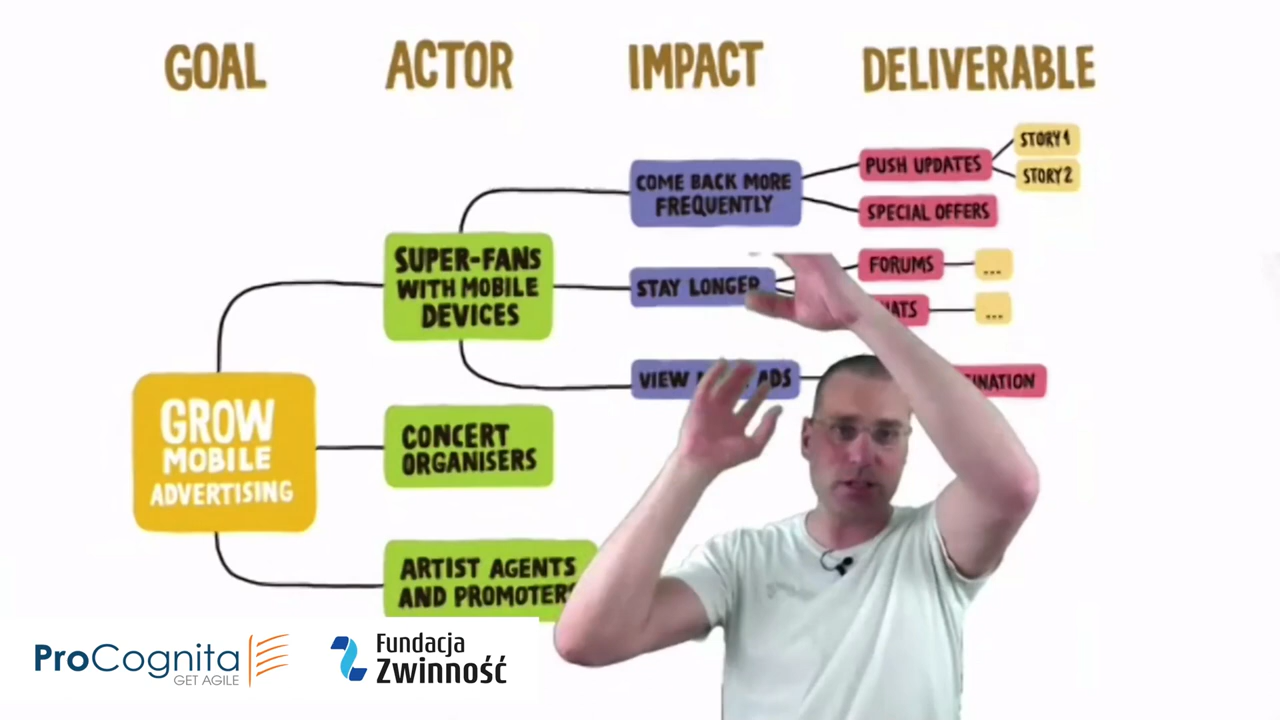 GOAL
ACTOR
IMPACT
DELIVERABLE
GROW
MOBILE
ADVERTISING
SUPER-FANS
WITH MOBILE
DEVICES
CONCERT
ORGANISERS
ARTIST AGENTS
AND PROMOTERS
COME BACK MORE
FREQUENTLY
STAY LONGER
VIEW ADS
PUSH UPDATES
SPECIAL OFFERS
FORUMS
STORY 1
STORY 2
...
...
ProCognita
GET AGILE
Fundacja
Zwinność